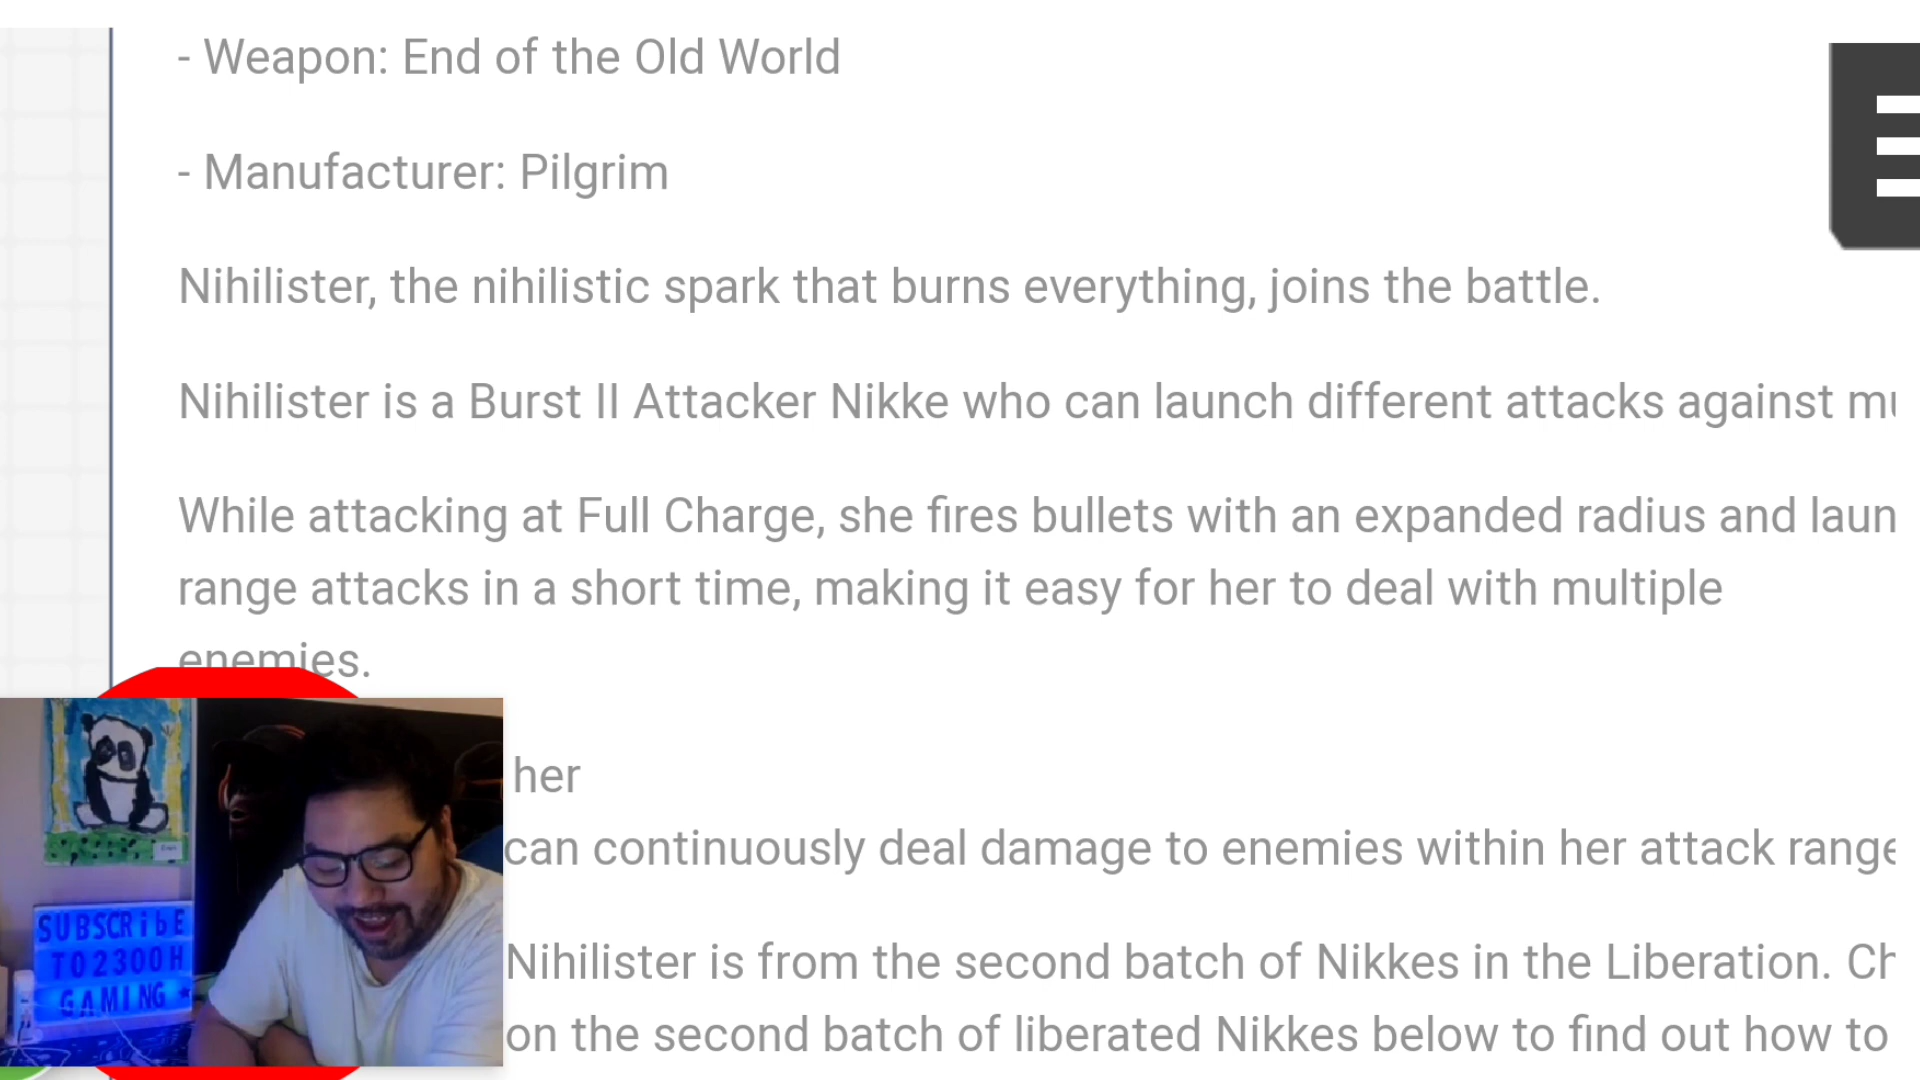 - Weapon: End of the Old World
- Manufacturer: Pilgrim
Nihilister, the nihilistic spark that burns everything, joins the battle.
Nihilister is a Burst II Attacker Nikke who can launch different attacks against
While attacking at Full Charge, she fires bullets with an expanded radius and laun
range attacks in a short time, making it easy for her to deal with multiple
enemies.
her
can continuously deal damage to enemies within her attack range
Nihilister is from the second batch of Nikkes in the Liberation. Ch
on the second batch of liberated Nikkes below to find out how to
SUBSCRibE
TO2300H
GAMING